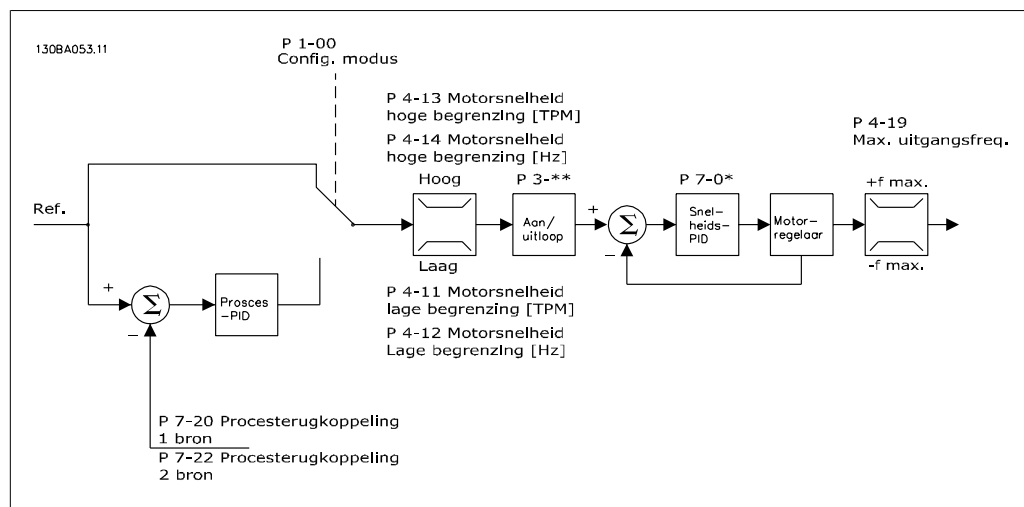 130BA053.11
P 1-00
Config. modus
P 4-13 Motorsnelheid
hoge begrenzing [TPM]
P 4-14 Motorsnelheid
hoge begrenzing [Hz]
P 4-19
Max. uitgangsfreq.
Hoog
P 3-**
P 7-0*
+f max.
Ref.
Aan/
uitloop
+
Σ
−
Snel-
heids-
PID
Motor-
regelaar
Laag
-f max.
+
Σ
−
Prosces
-PID
P 4-11 Motorsnelheid
lage begrenzing [TPM]
P 4-12 Motorsnelheid
Lage begrenzing [Hz]
P 7-20 Procesterugkoppeling
1 bron
P 7-22 Procesterugkoppeling
2 bron